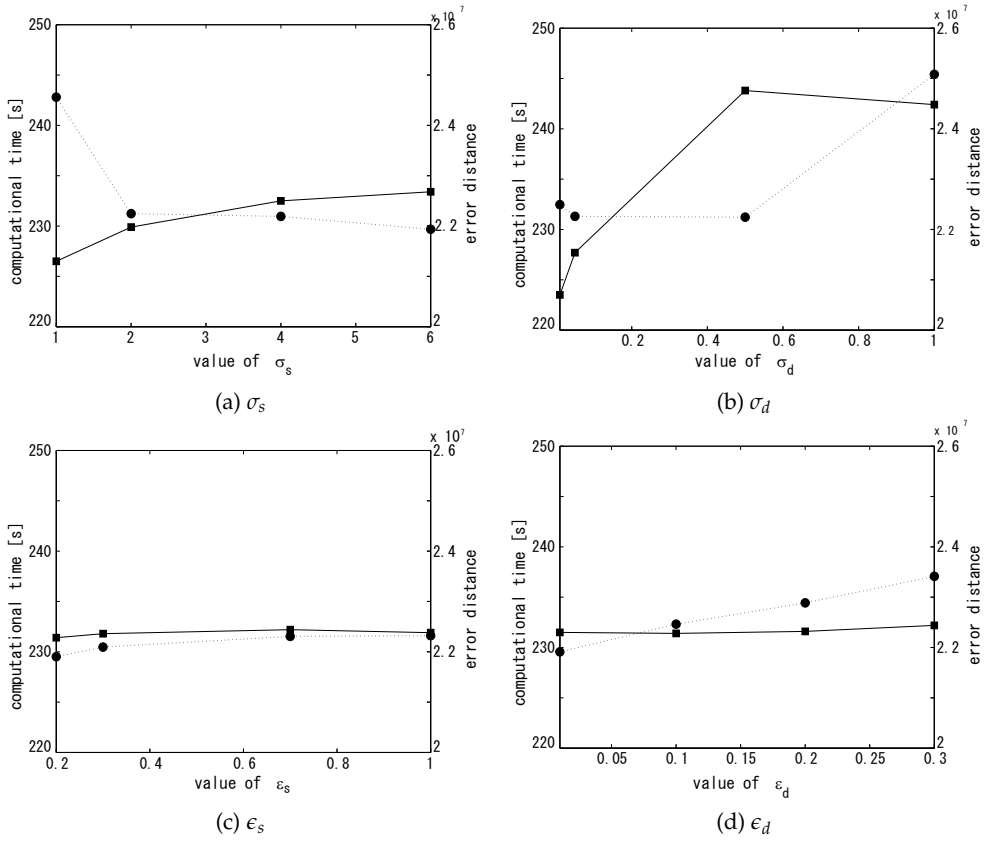 x 10 7
250
240
230
220
computational time [s]
2.6
2.4
2.2
2
error distance
1 2 3 4 5 6
value of σs
(a) σs
x 10 7
250
240
230
220
computational time [s]
2.6
2.4
2.2
2
error distance
0.2 0.4 0.6 0.8 1
value of σd
(b) σd
x 10 7
250
240
230
220
computational time [s]
2.6
2.4
2.2
2
error distance
0.2 0.4 0.6 0.8 1
value of εs
(c) ϵs
x 10 7
250
240
230
220
computational time [s]
2.6
2.4
2.2
2
error distance
0.05 0.1 0.15 0.2 0.25 0.3
value of εd
(d) ϵd